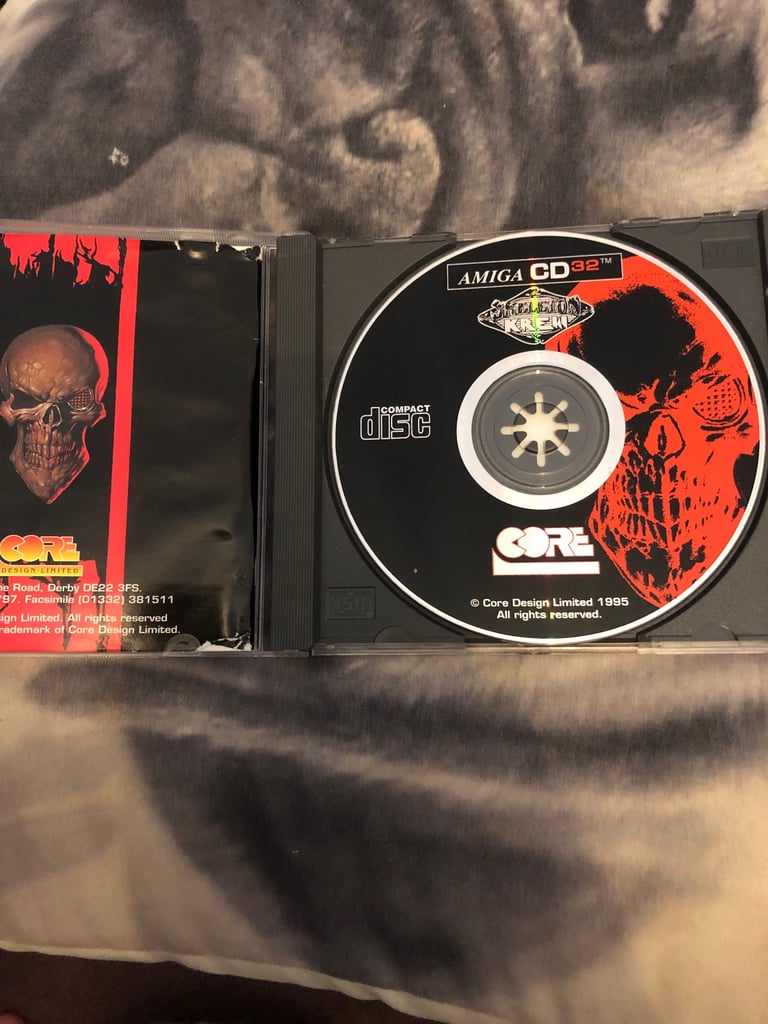 CORE
DESIGN LIMITED
ne Road, Derby DE22 3FS.
797. Facsimile (01332) 381511
sign Limited. All rights reserved
rademark of Core Design Limited.
AMIGA CD32™
SKELETON
KREW
COMPACT
disc
CORE
© Core Design Limited 1995
All rights reserved.